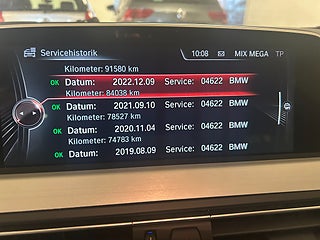 Servicehistorik 10:08 MIX MEGA TP
Kilometer: 91580 km
OK Datum: 2022.12.09 Service: 04622 BMW
Kilometer: 84038 km
OK Datum: 2021.09.10 Service: 04622 BMW
Kilometer: 78527 km
OK Datum: 2020.11.04 Service: 04622 BMW
Kilometer: 74783 km
OK Datum: 2019.08.09 Service: 04622 BMW